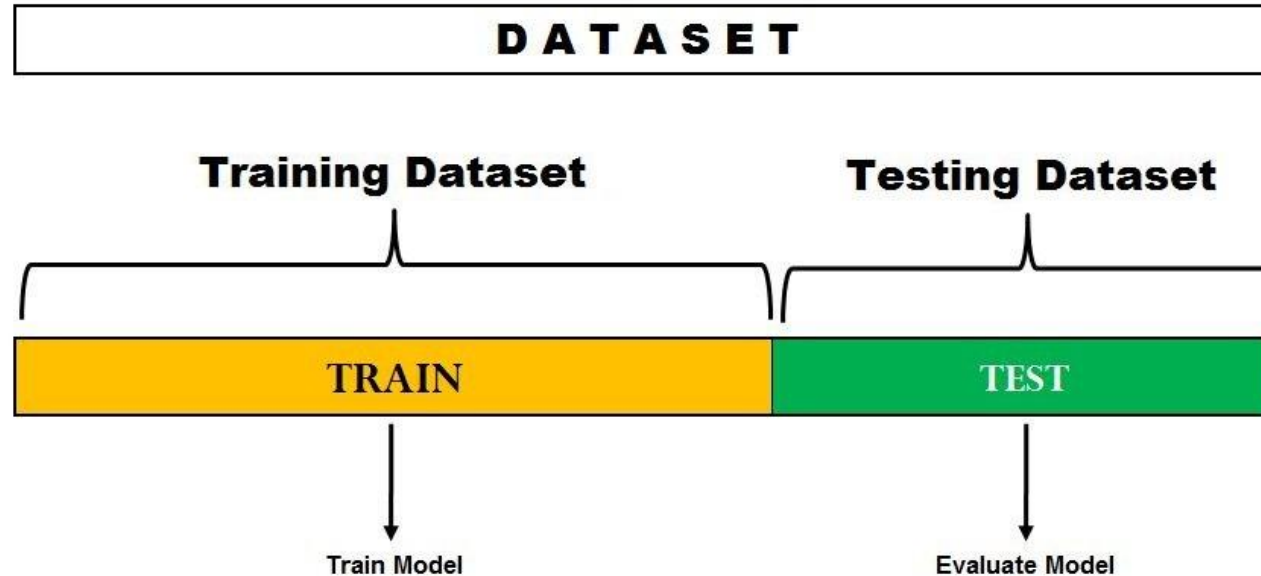 DATASET
Training Dataset
Testing Dataset
TRAIN
TEST
Train Model
Evaluate Model